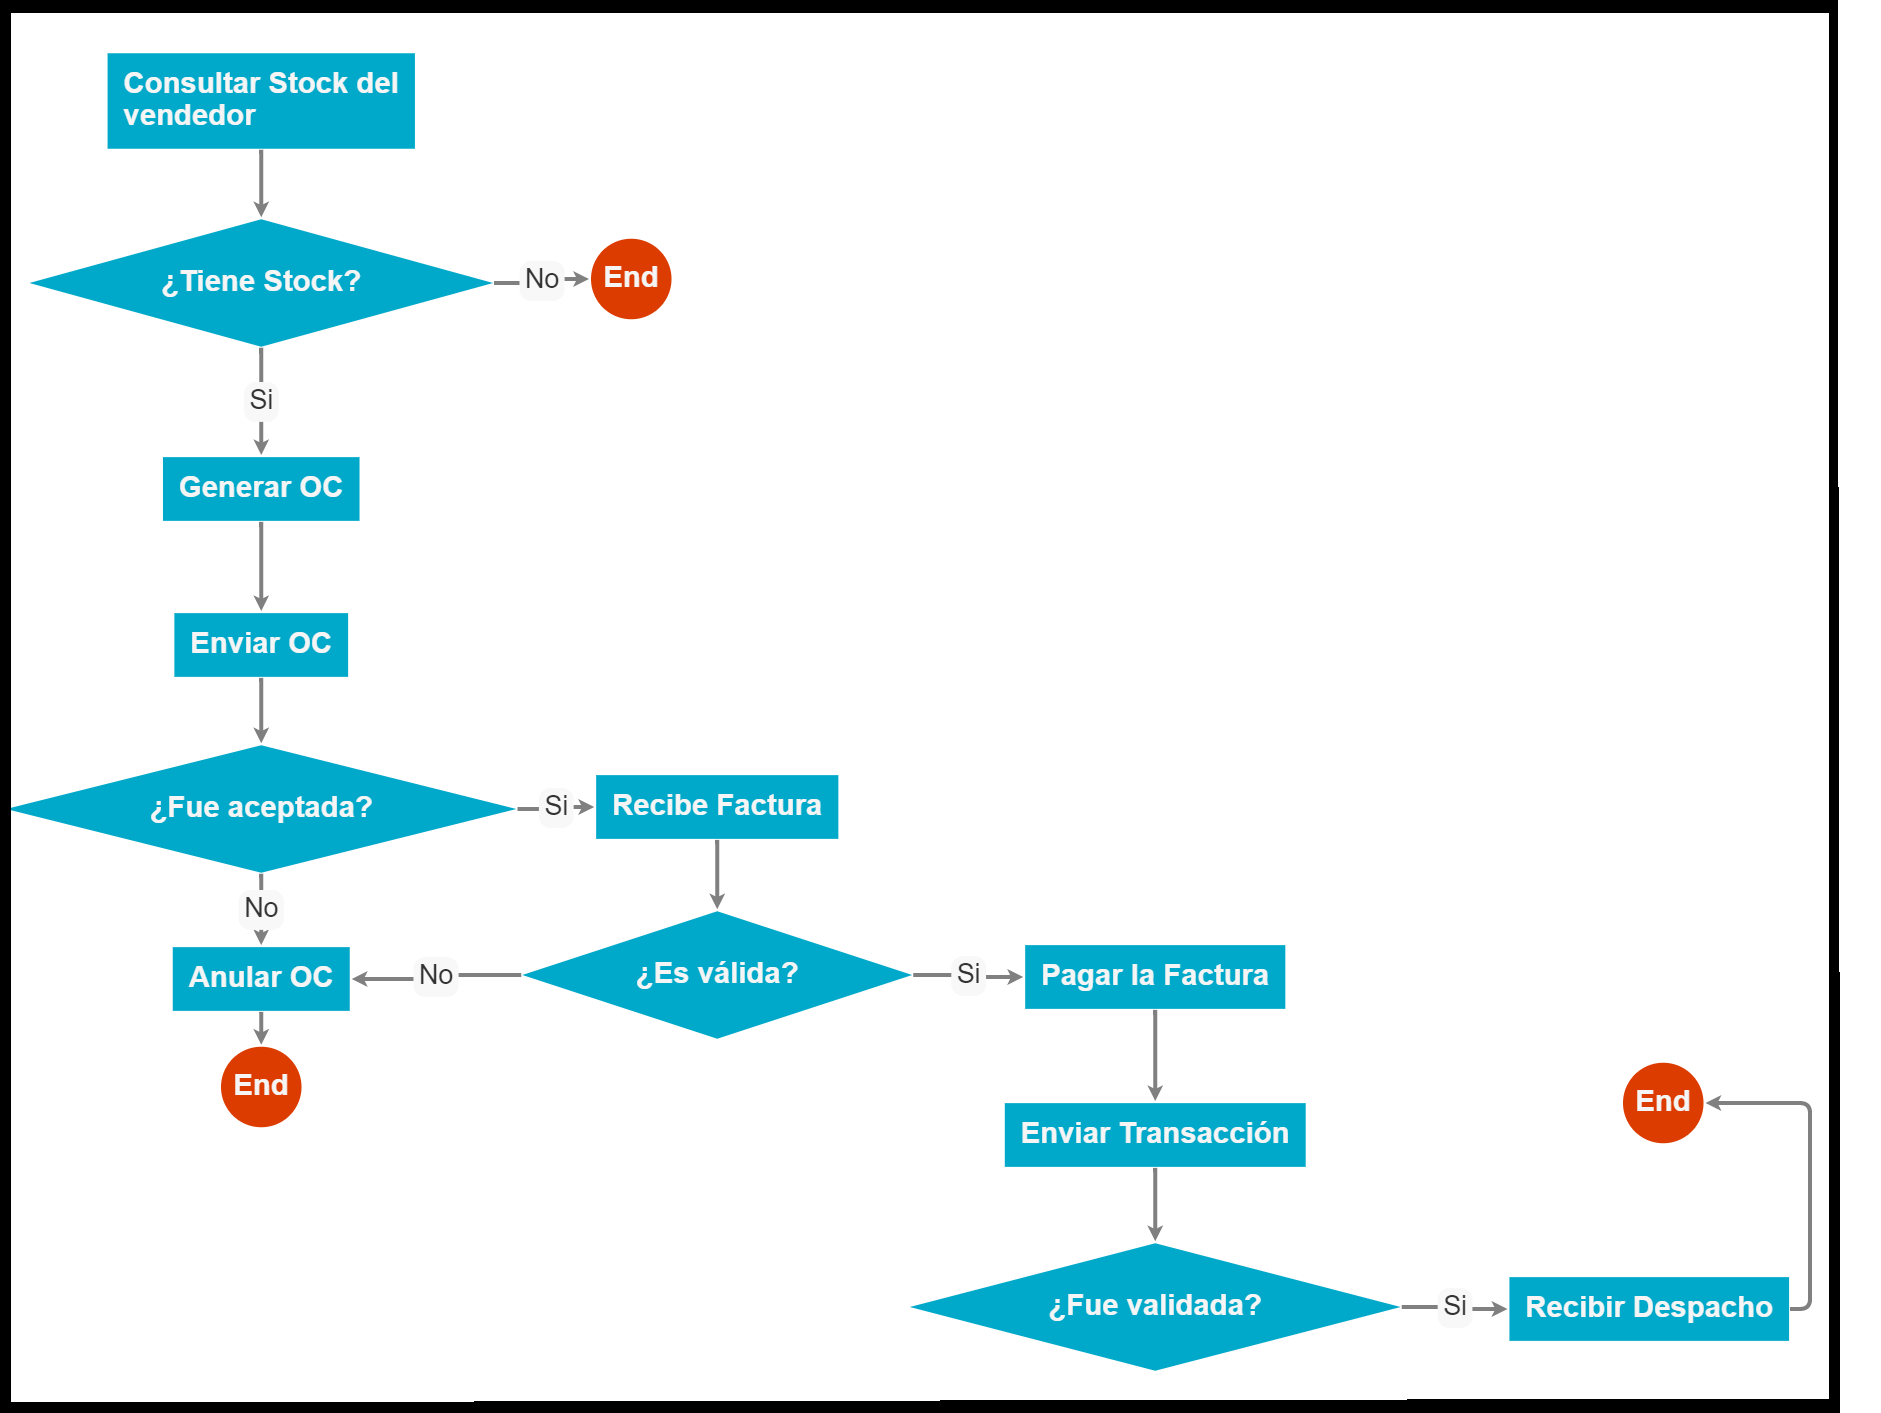 Consultar Stock del
vendedor
¿Tiene Stock?
No
End
Si
Generar OC
Enviar OC
¿Fue aceptada?
Si
Recibe Factura
No
Anular OC
No
¿Es válida?
Si
Pagar la Factura
End
Enviar Transacción
End
¿Fue validada?
Si
Recibir Despacho